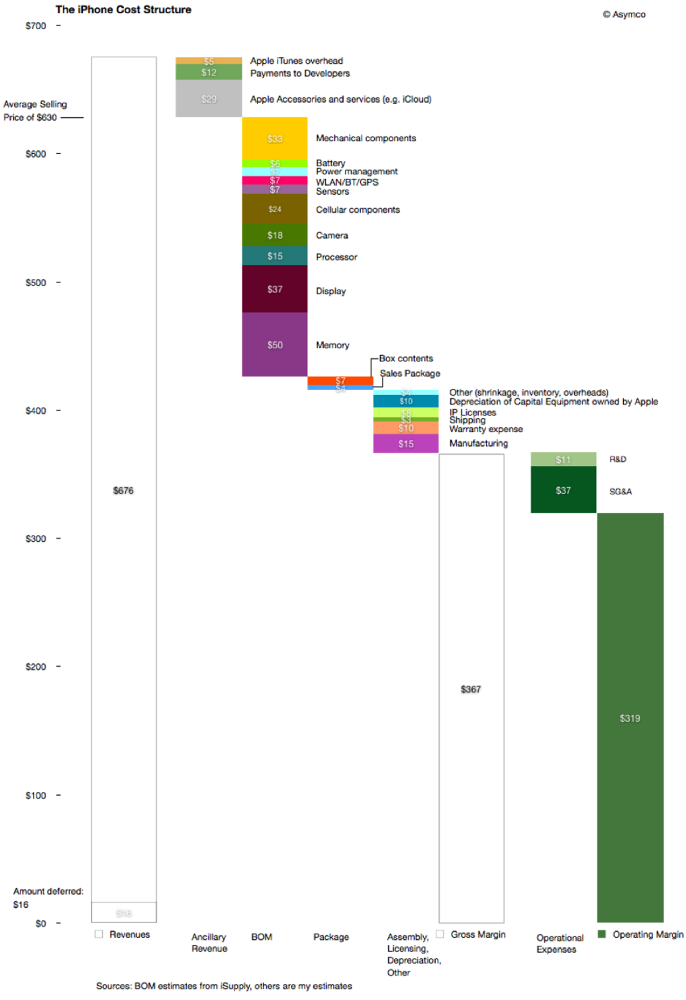 The iPhone Cost Structure
© Asymco
$700
$5
Apple iTunes overhead
$12
Payments to Developers
$29
Apple Accessories and services (e.g. iCloud)
Average Selling
Price of $630
$33
Mechanical components
$600
$6
Battery
$7
Power management
$7
WLAN/BT/GPS
$7
Sensors
$24
Cellular components
$18
Camera
$15
Processor
$500
$37
Display
$50
Memory
Box contents
Sales Package
$7
$4
$4
Other (shrinkage, inventory, overheads)
$10
Depreciation of Capital Equipment owned by Apple
$400
IP Licenses
$3
Shipping
$10
Warranty expense
$15
Manufacturing
$11
R&D
$37
SG&A
$676
$300
$200
$367
$319
$100
Amount deferred:
$16
$16
$0
Revenues
Ancillary
Revenue
BOM
Package
Assembly,
Licensing,
Depreciation,
Other
Gross Margin
Operational
Expenses
Operating Margin
Sources: BOM estimates from iSupply, others are my estimates